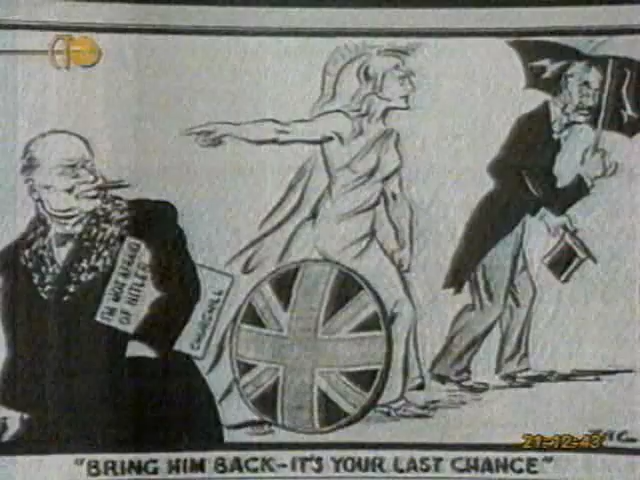 I'M NOT AFRAID
OF HITLER
CHURCHILL
21-12-43
"BRING HIM BACK-IT'S YOUR LAST CHANCE"